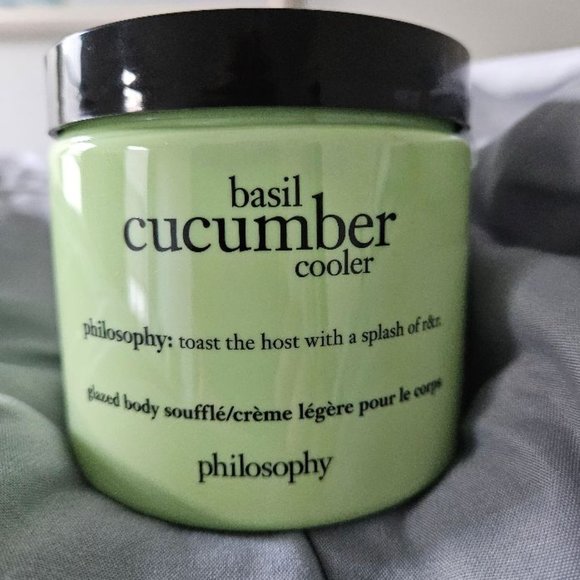 basil
cucumber
cooler
philosophy: toast the host with a splash of r&r.
glazed body soufflé/crème légère pour le corps
philosophy